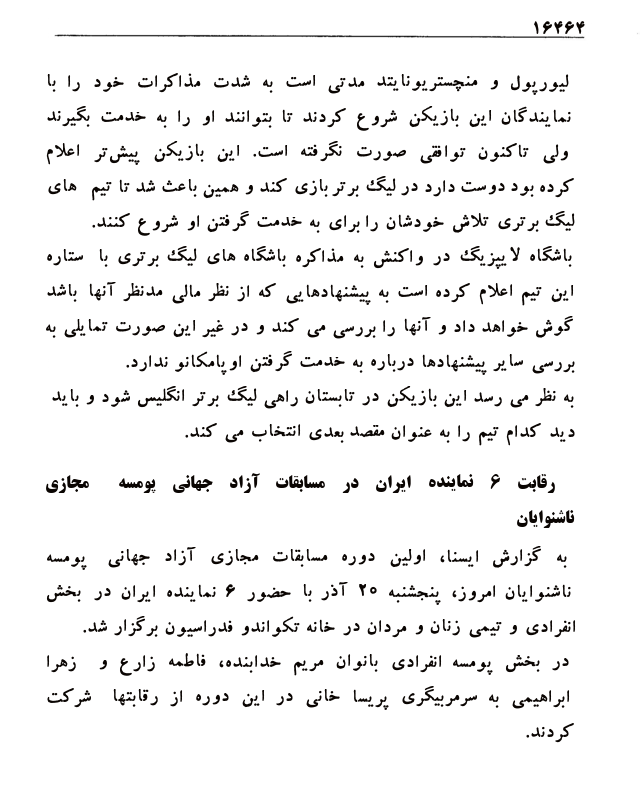 ۱۶۴۶۴
لیورپول و منچستریونایتد مدتی است به شدت مذاکرات خود را با
نمایندگان این بازیکن شروع کردند تا بتوانند او را به خدمت بگیرند
ولی تاکنون توافقی صورت نگرفته است. این بازیکن پیش‌تر اعلام
کرده بود دوست دارد در لیگ برتر بازی کند و همین باعث شد تا تیم های
لیگ برتری تلاش خودشان را برای به خدمت گرفتن او شروع کنند.
باشگاه لایپزیگ در واکنش به مذاکره باشگاه های لیگ برتری با ستاره
این تیم اعلام کرده است به پیشنهادهایی که از نظر مالی مدنظر آنها باشد
گوش خواهد داد و آنها را بررسی می کند و در غیر این صورت تمایلی به
بررسی سایر پیشنهادها درباره به خدمت گرفتن اوپامکانو ندارد.
به نظر می رسد این بازیکن در تابستان راهی لیگ برتر انگلیس شود و باید
دید کدام تیم را به عنوان مقصد بعدی انتخاب می کند.
رقابت ۶ نماینده ایران در مسابقات آزاد جهانی پومسه مجازی
ناشنوایان
به گزارش ایسنا، اولین دوره مسابقات مجازی آزاد جهانی پومسه
ناشنوایان امروز، پنجشنبه ۲۰ آذر با حضور ۶ نماینده ایران در بخش
انفرادی و تیمی زنان و مردان در خانه تکواندو فدراسیون برگزار شد.
در بخش پومسه انفرادی بانوان مریم خدابنده، فاطمه زارع و زهرا
ابراهیمی به سرمربیگری پریسا خانی در این دوره از رقابتها شرکت
کردند.